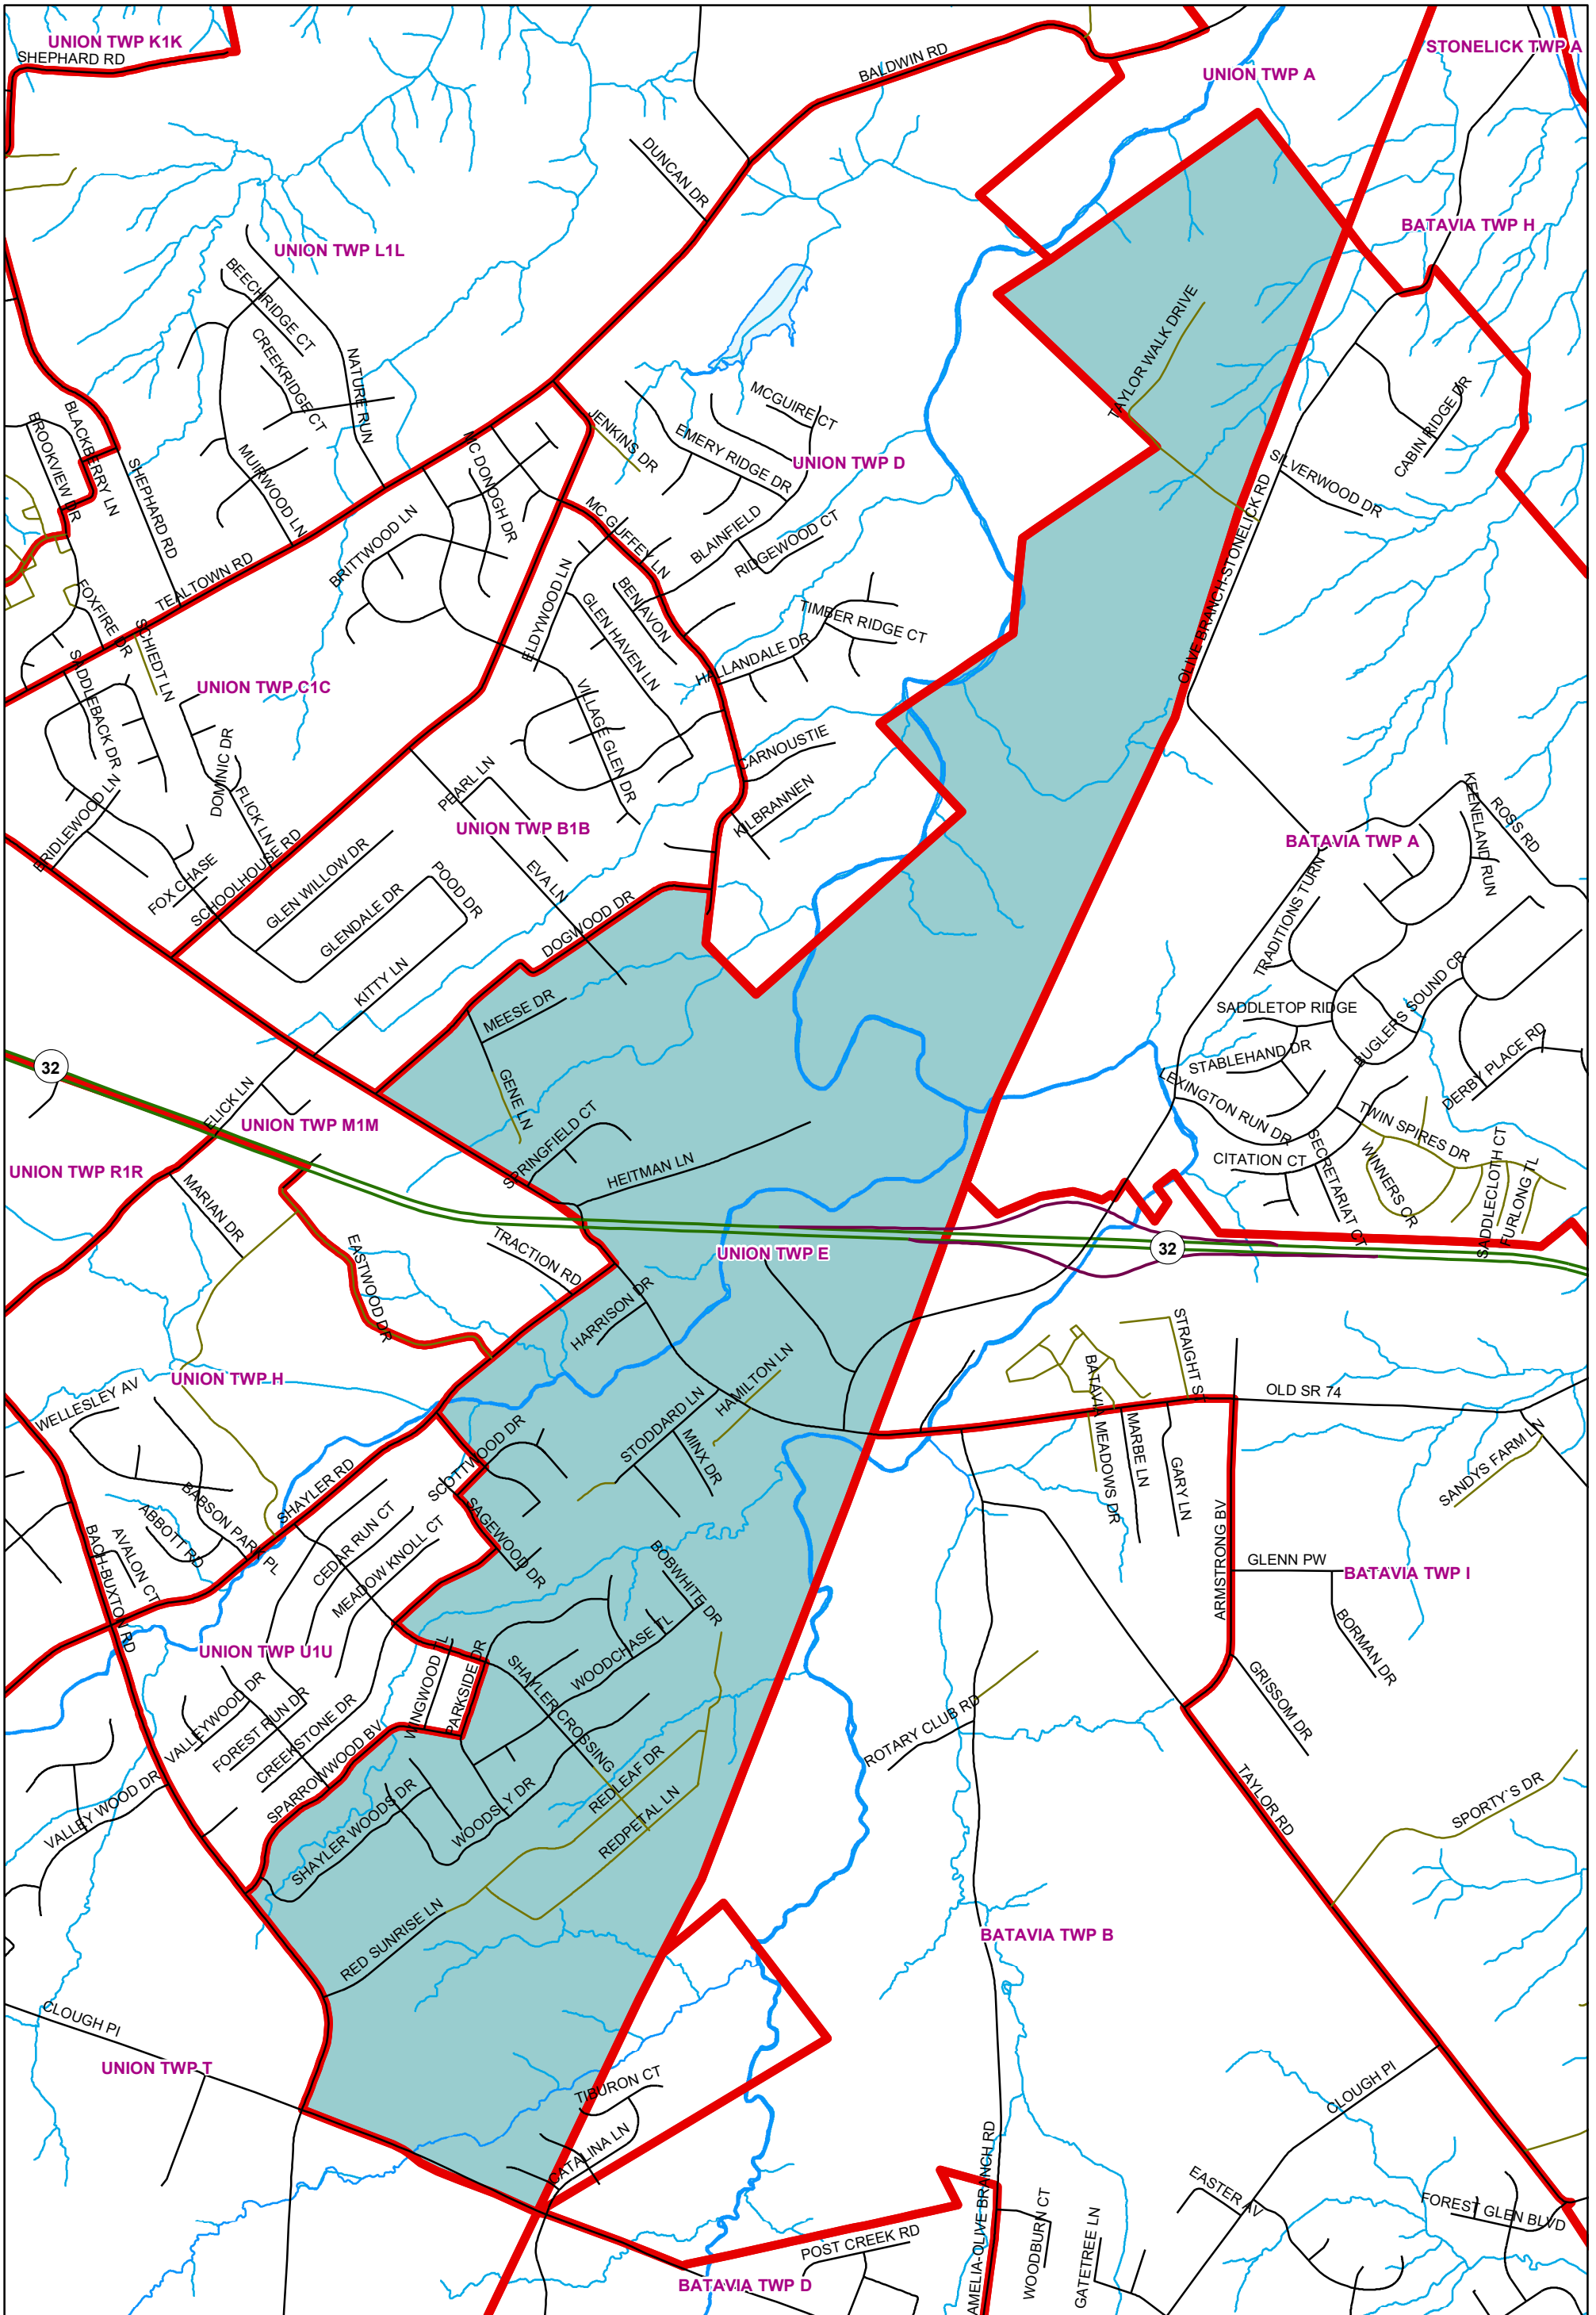 UNION TWP K1K
SHEPHARD RD
STONELICK TWP A
BALDWIN RD
UNION TWP A
DUNCAN DR
BATAVIA TWP H
UNION TWP L1L
BEECHRIDGE CT
CREEKRIDGE CT
NATURE RUN
TAYLOR WALK DRIVE
MCGUIRE CT
CABIN RIDGE DR
BLACKBERRY LN
BROOKVIEW DR
JENKINS DR
EMERY RIDGE DR
UNION TWP D
MC DONOGH DR
MUIRWOOD LN
SHEPHARD RD
SILVERWOOD DR
MC GUFFEY LN
BLAINFIELD
RIDGEWOOD CT
BRITTWOOD LN
OLIVE BRANCH-STONELICK RD
TEALTOWN RD
FOXFIRE DR
ELDYWOOD LN
BENIAVON
GLEN HAVEN LN
TIMBER RIDGE CT
SCHIEDT LN
HALLANDALE DR
SADDLEBACK DR
UNION TWP C1C
VILLAGE GLEN DR
DOMINIC DR
CARNOUSTIE
PEARL LN
FLICK LN
BRIDLEWOOD LN
KILBRANNEN
KEENELAND RUN
ROSS RD
UNION TWP B1B
BATAVIA TWP A
FOX CHASE
SCHOOLHOUSE RD
GLEN WILLOW DR
GLENDALE DR
POOD DR
EVA LN
DOGWOOD DR
TRADITIONS TURN
KITTY LN
MEESE DR
SADDLETOP RIDGE
BUGLERS SOUND CR
STABLEHAND DR
DERBY PLACE RD
32
GENE LN
ELICK LN
UNION TWP M1M
LEXINGTON RUN DR
TWIN SPIRES DR
SPRINGFIELD CT
HEITMAN LN
CITATION CT
SECRETARIAT CT
WINNERS CR
SADDLECLOTH CT
FURLONG TL
UNION TWP R1R
MARIAN DR
EASTWOOD DR
TRACTION RD
UNION TWP E
32
HARRISON DR
STRAIGHT ST
UNION TWP H
WELLESLEY AV
HAMILTON LN
STODDARD LN
MINX DR
BATAVIA MEADOWS DR
OLD SR 74
MARBE LN
GARY LN
SANDYS FARM LN
SCOTTWOOD DR
SHAYLER RD
BABSON PARK PL
ABBOTT RD
AVALON CT
BACH-BUXTON RD
CEDAR RUN CT
MEADOW KNOLL CT
SAGEWOOD DR
BOBWHITE DR
ARMSTRONG BV
GLENN PW
BATAVIA TWP I
BORMAN DR
UNION TWP U1U
WINGWOOD TL
PARKSIDE DR
SHAYLER CROSSING
WOODCHASE TL
VALLEYWOOD DR
FOREST RUN DR
CREEKSTONE DR
SPARROWWOOD BV
GRISSOM DR
ROTARY CLUB RD
TAYLOR RD
SPORTY`S DR
VALLEY WOOD DR
SHAYLER WOODS DR
REDLEAF DR
REDPETAL LN
RED SUNRISE LN
BATAVIA TWP B
CLOUGH PI
UNION TWP T
TIBURON CT
CATALINA LN
CLOUGH PI
AMELIA-OLIVE BRANCH RD
WOODBURN CT
GATETREE LN
EASTER AV
FOREST GLEN BLVD
POST CREEK RD
BATAVIA TWP D